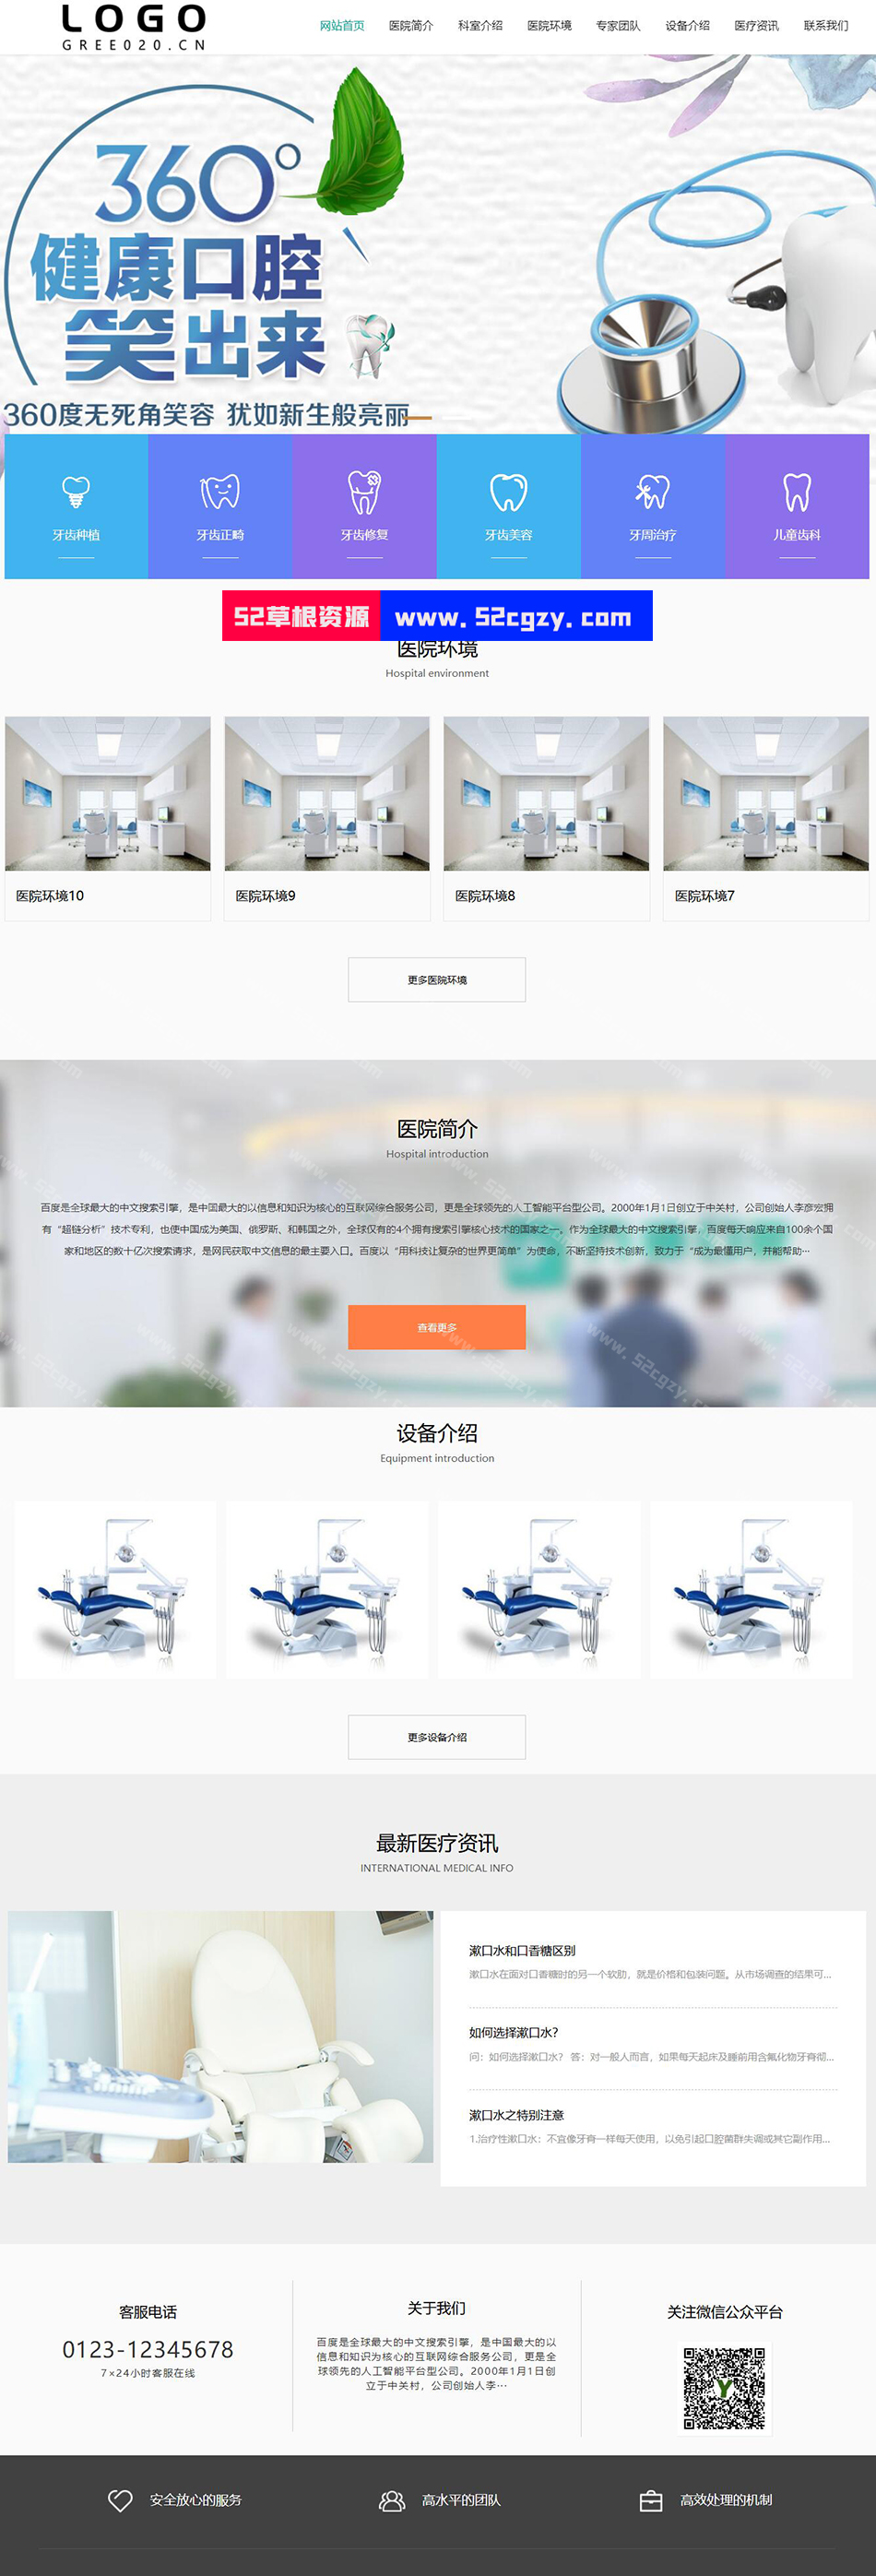 LOGO
GREE020.CN
网站首页 医院简介 科室介绍 医院环境 专家团队 设备介绍 医疗资讯 联系我们
360°
健康口腔
笑出来
360度无死角笑容 犹如新生般亮丽
牙齿种植 牙齿正畸 牙齿修复 牙齿美容 牙周治疗 儿童齿科
52草根资源 www.52cgzy.com
医院环境
Hospital environment
医院环境10 医院环境9 医院环境8 医院环境7
更多医院环境
医院简介
Hospital introduction
百度是全球最大的中文搜索引擎，是中国最大的以信息和知识为核心的互联网综合服务公司，更是全球领先的人工智能平台型公司。2000年1月1日创立于中关村，公司创始人李彦宏拥
有“超链分析”技术专利，也使中国成为美国、俄罗斯、和韩国之外，全球仅有的4个拥有搜索引擎核心技术的国家之一。作为全球最大的中文搜索引擎，百度每天响应来自100余个国
家和地区的数十亿次搜索请求，是网民获取中文信息的最主要入口。百度以“用科技让复杂的世界更简单”为使命，不断坚持技术创新，致力于“成为最懂用户，并能帮助···
查看更多
www.52cgzy.com
设备介绍
Equipment introduction
更多设备介绍
最新医疗资讯
INTERNATIONAL MEDICAL INFO
漱口水和口香糖区别
漱口水在面对口香糖时的另一个软肋，就是价格和包装问题。从市场调查的结果可...
如何选择漱口水?
问：如何选择漱口水？ 答：对一般人而言，如果每天起床及睡前用含氟化物牙膏彻...
漱口水之特别注意
1.治疗性漱口水：不宜像牙膏一样每天使用，以免引起口腔菌群失调或其它副作用...
客服电话
0123-12345678
7×24小时客服在线
关于我们
百度是全球最大的中文搜索引擎，是中国最大的以
信息和知识为核心的互联网综合服务公司，更是全
球领先的人工智能平台型公司。2000年1月1日创
立于中关村，公司创始人李···
关注微信公众平台
Y
安全放心的服务 高水平的团队 高效处理的机制